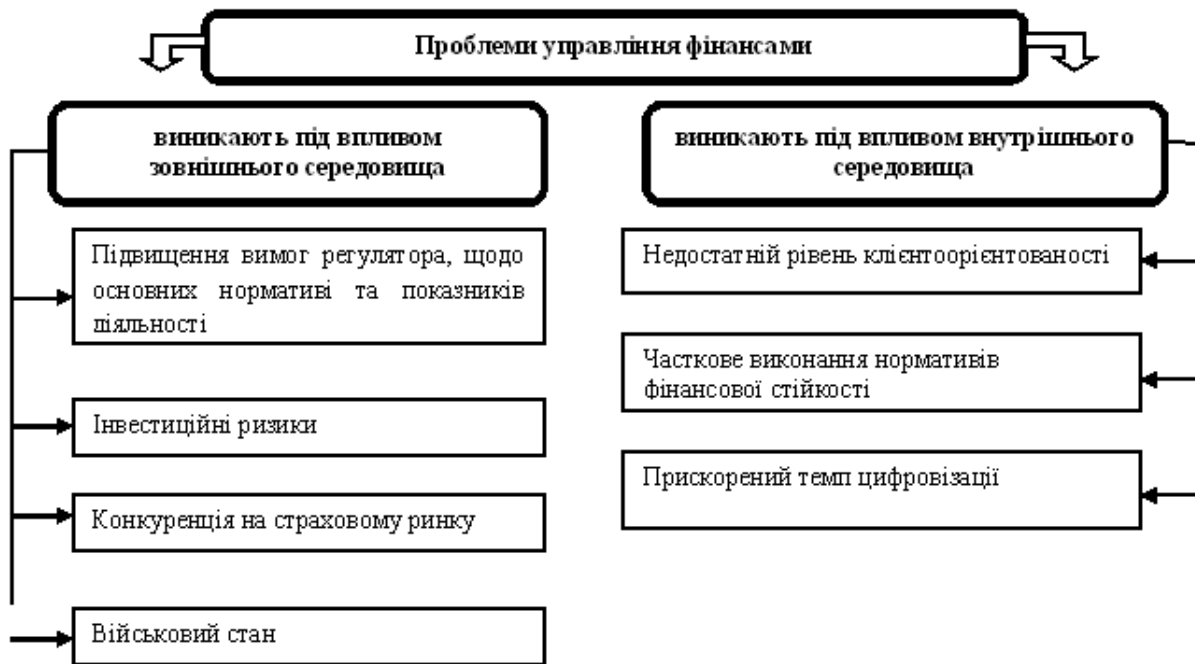 Проблеми управління фінансами
виникають під впливом
зовнішнього середовища
Підвищення вимог регулятора, щодо
основних нормативі та показників
діяльності
Інвестиційні ризики
Конкуренція на страховому ринку
Військовий стан
виникають під впливом внутрішнього
середовища
Недостатній рівень клієнтоорієнтованості
Часткове виконання нормативів
фінансової стійкості
Прискорений темп цифровізації